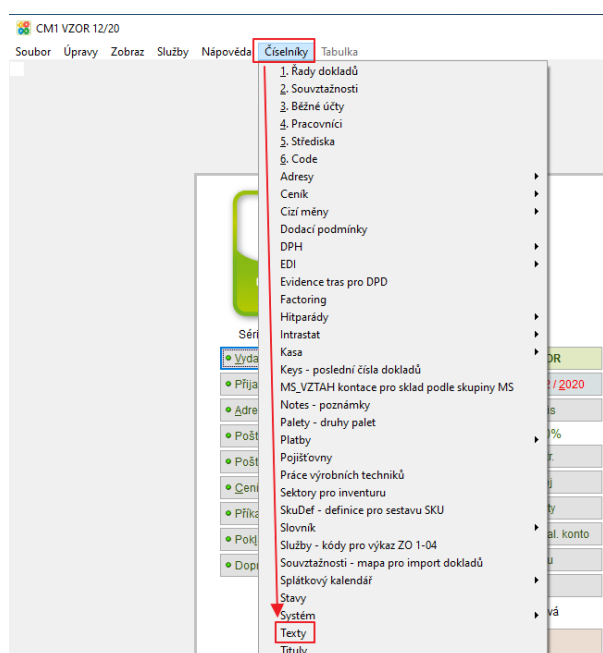 CM1 VZOR 12/20
Soubor Úpravy Zobraz Služby Nápověda Číselníky Tabulka
1. Řady dokladů
2. Souvztažnosti
3. Běžné účty
4. Pracovníci
5. Střediska
6. Code
Adresy
Ceník
Cizí měny
Dodací podmínky
DPH
EDI
Evidence tras pro DPD
Factoring
Hitparády
Séri Intrastat
Vyda Kasa OR
Keys - poslední čísla dokladů
Přija MS_VZTAH kontace pro sklad podle skupiny MS / 2020
Adre Notes - poznámky is
Palety - druhy palet
Pošt Platby %
Pošt Pojišťovny
Práce výrobních techniků
Cení Sektory pro inventuru
Příka SkuDef - definice pro sestavu SKU ty
Slovník
Pokl Služby - kódy pro výkaz ZO 1-04 al. konto
Dopr Souvztažnosti - mapa pro import dokladů u
Splátkový kalendář
Stavy
Systém vá
Texty
Tituly